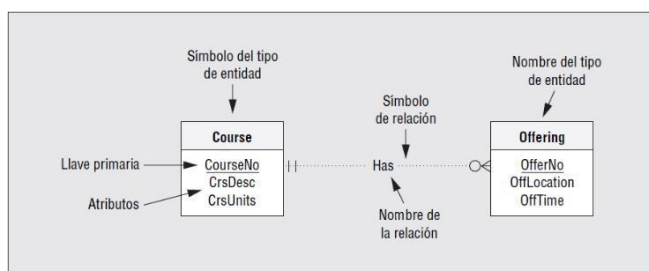 Símbolo del tipo
de entidad
Nombre del tipo
de entidad
Símbolo
de relación
Course
Offering
Llave primaria
CourseNo
CrsDesc
CrsUnits
Atributos
Has
OfferNo
OffLocation
OffTime
Nombre de
la relación